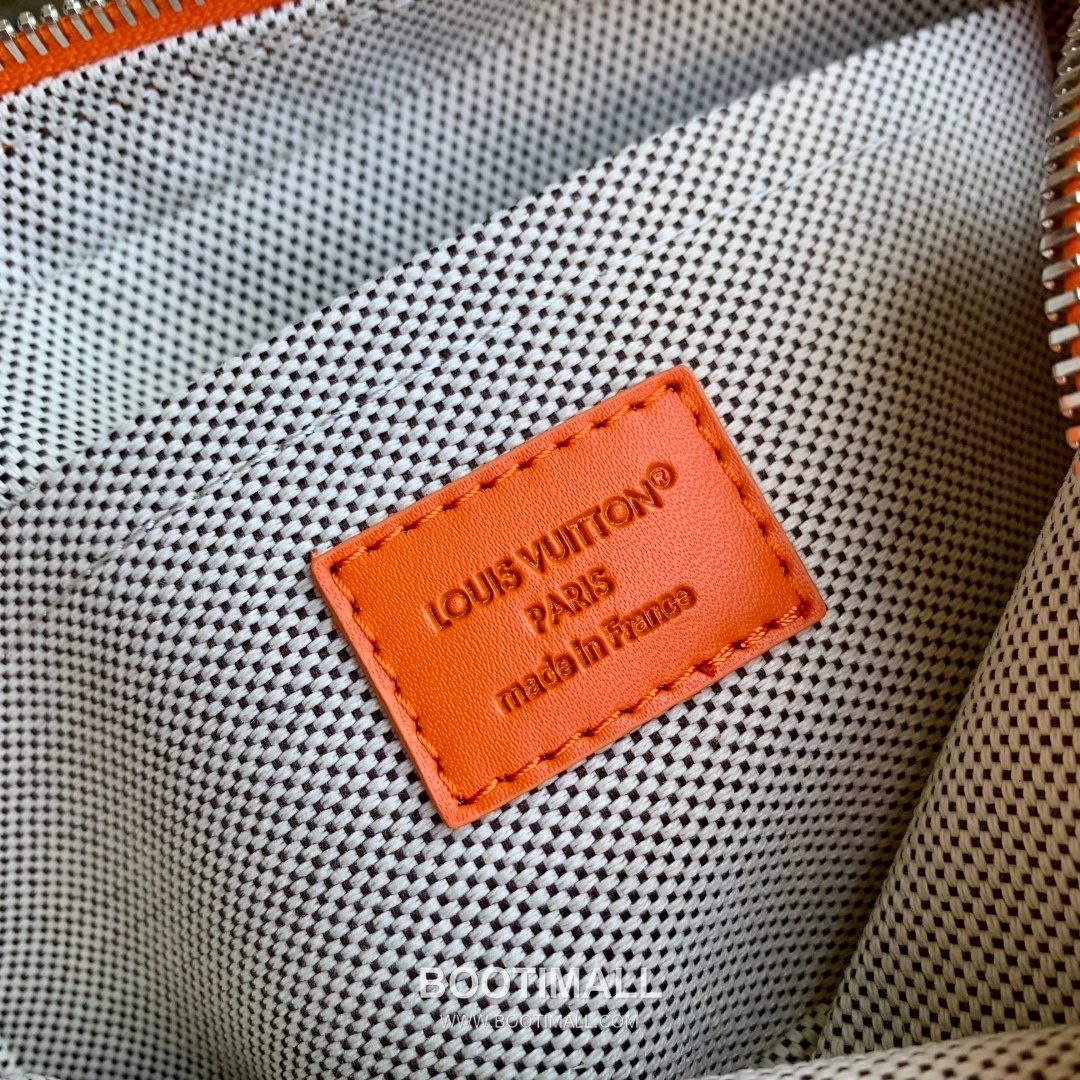 LOUIS VUITTON®
PARIS
made in France
BOOTIMALL
WWW.BOOTIMALL.COM